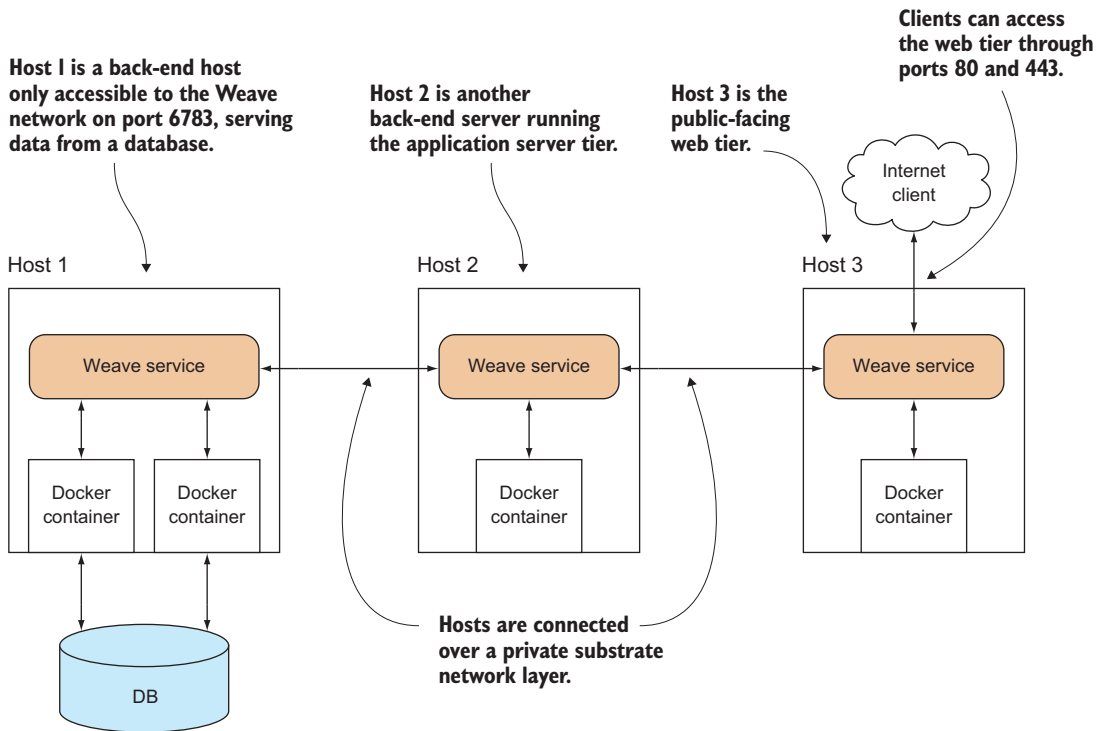 Host 1 is a back-end host
only accessible to the Weave
network on port 6783, serving
data from a database.
Host 2 is another
back-end server running
the application server tier.
Host 3 is the
public-facing
web tier.
Clients can access
the web tier through
ports 80 and 443.
Internet
client
Host 1
Host 2
Host 3
Weave service
Weave service
Weave service
Docker
container
Docker
container
Docker
container
Docker
container
Hosts are connected
over a private substrate
network layer.
DB